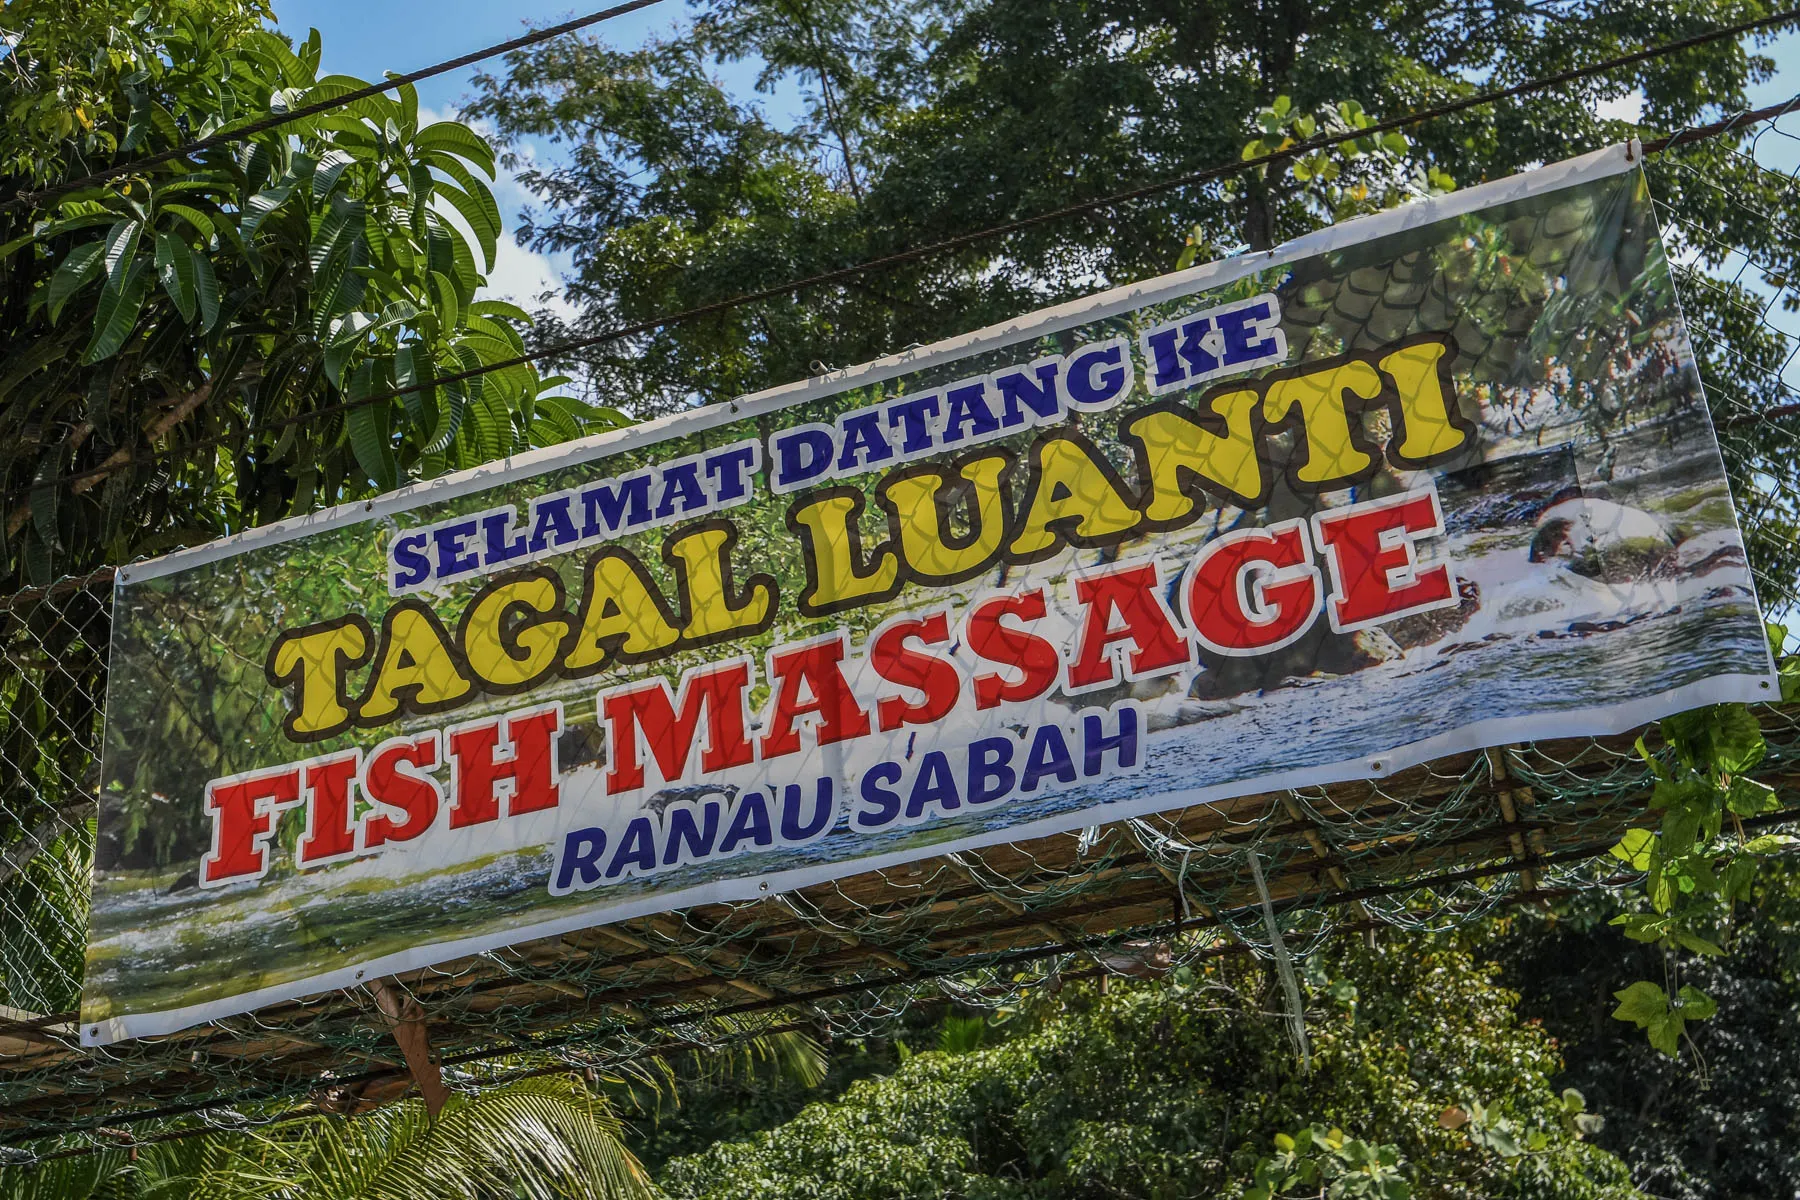 SELAMAT DATANG KE
TAGAL LUANTI
FISH MASSAGE
RANAU SABAH